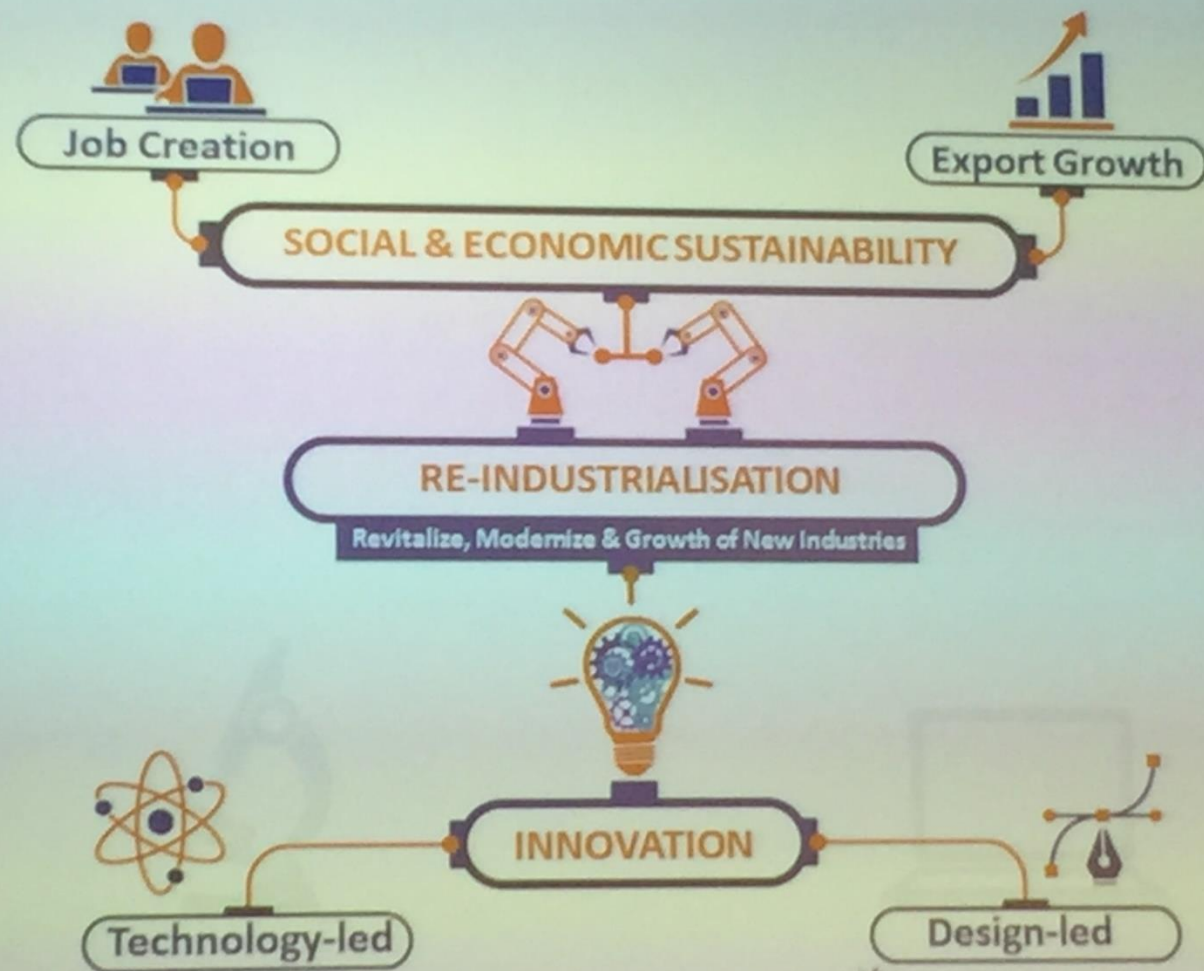 Job Creation
Export Growth
SOCIAL & ECONOMIC SUSTAINABILITY
RE-INDUSTRIALISATION
Revitalize, Modernize & Growth of New Industries
INNOVATION
Technology-led
Design-led